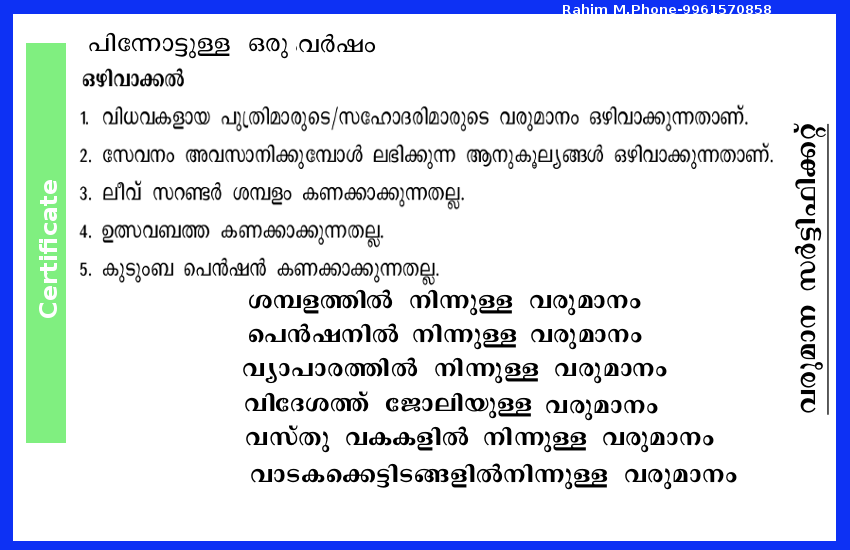 Rahim M.Phone-9961570858
പിന്നോട്ടുള്ള ഒരു വർഷം
ഒഴിവാക്കൽ
1. വിധവകളായ പുത്രിമാരുടെ/സഹോദരിമാരുടെ വരുമാനം ഒഴിവാക്കുന്നതാണ്.
2. സേവനം അവസാനിക്കുമ്പോൾ ലഭിക്കുന്ന ആനുകൂല്യങ്ങൾ ഒഴിവാക്കുന്നതാണ്.
3. ലീവ് സറണ്ടർ ശമ്പളം കണക്കാക്കുന്നതല്ല.
4. ഉത്സവബത്ത കണക്കാക്കുന്നതല്ല.
5. കുടുംബ പെൻഷൻ കണക്കാക്കുന്നതല്ല.
ശമ്പളത്തിൽ നിന്നുള്ള വരുമാനം
പെൻഷനിൽ നിന്നുള്ള വരുമാനം
വ്യാപാരത്തിൽ നിന്നുള്ള വരുമാനം
വിദേശത്ത് ജോലിയുള്ള വരുമാനം
വസ്തു വകകളിൽ നിന്നുള്ള വരുമാനം
വാടകക്കെട്ടിടങ്ങളിൽനിന്നുള്ള വരുമാനം
Certificate
വരുമാന സർട്ടിഫിക്കറ്റ്